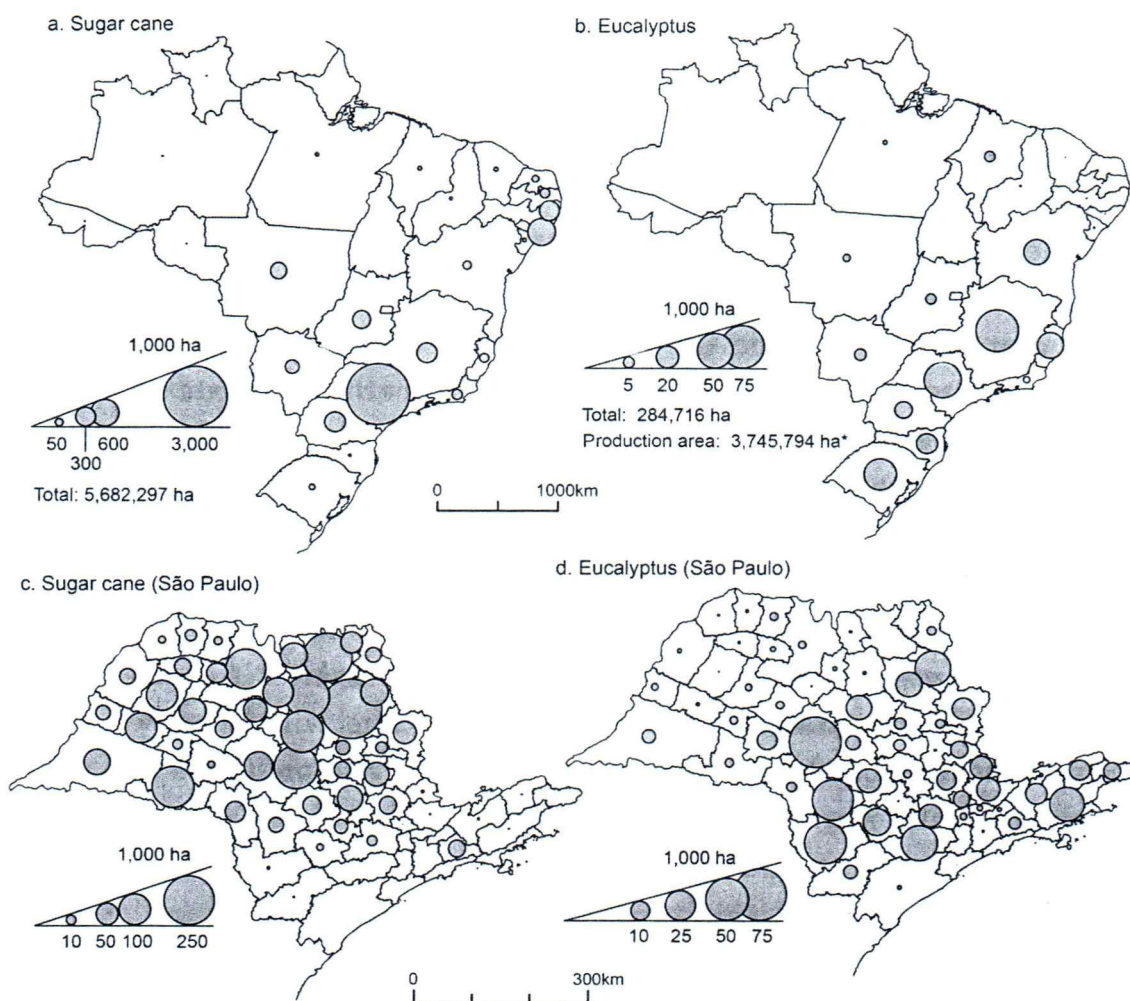 a. Sugar cane
1,000 ha
50
600
3,000
300
Total: 5,682,297 ha
0
1000km
b. Eucalyptus
1,000 ha
5
20
50
75
Total: 284,716 ha
Production area: 3,745,794 ha*
c. Sugar cane (São Paulo)
1,000 ha
10
50
100
250
0
300km
d. Eucalyptus (São Paulo)
1,000 ha
10
25
50
75